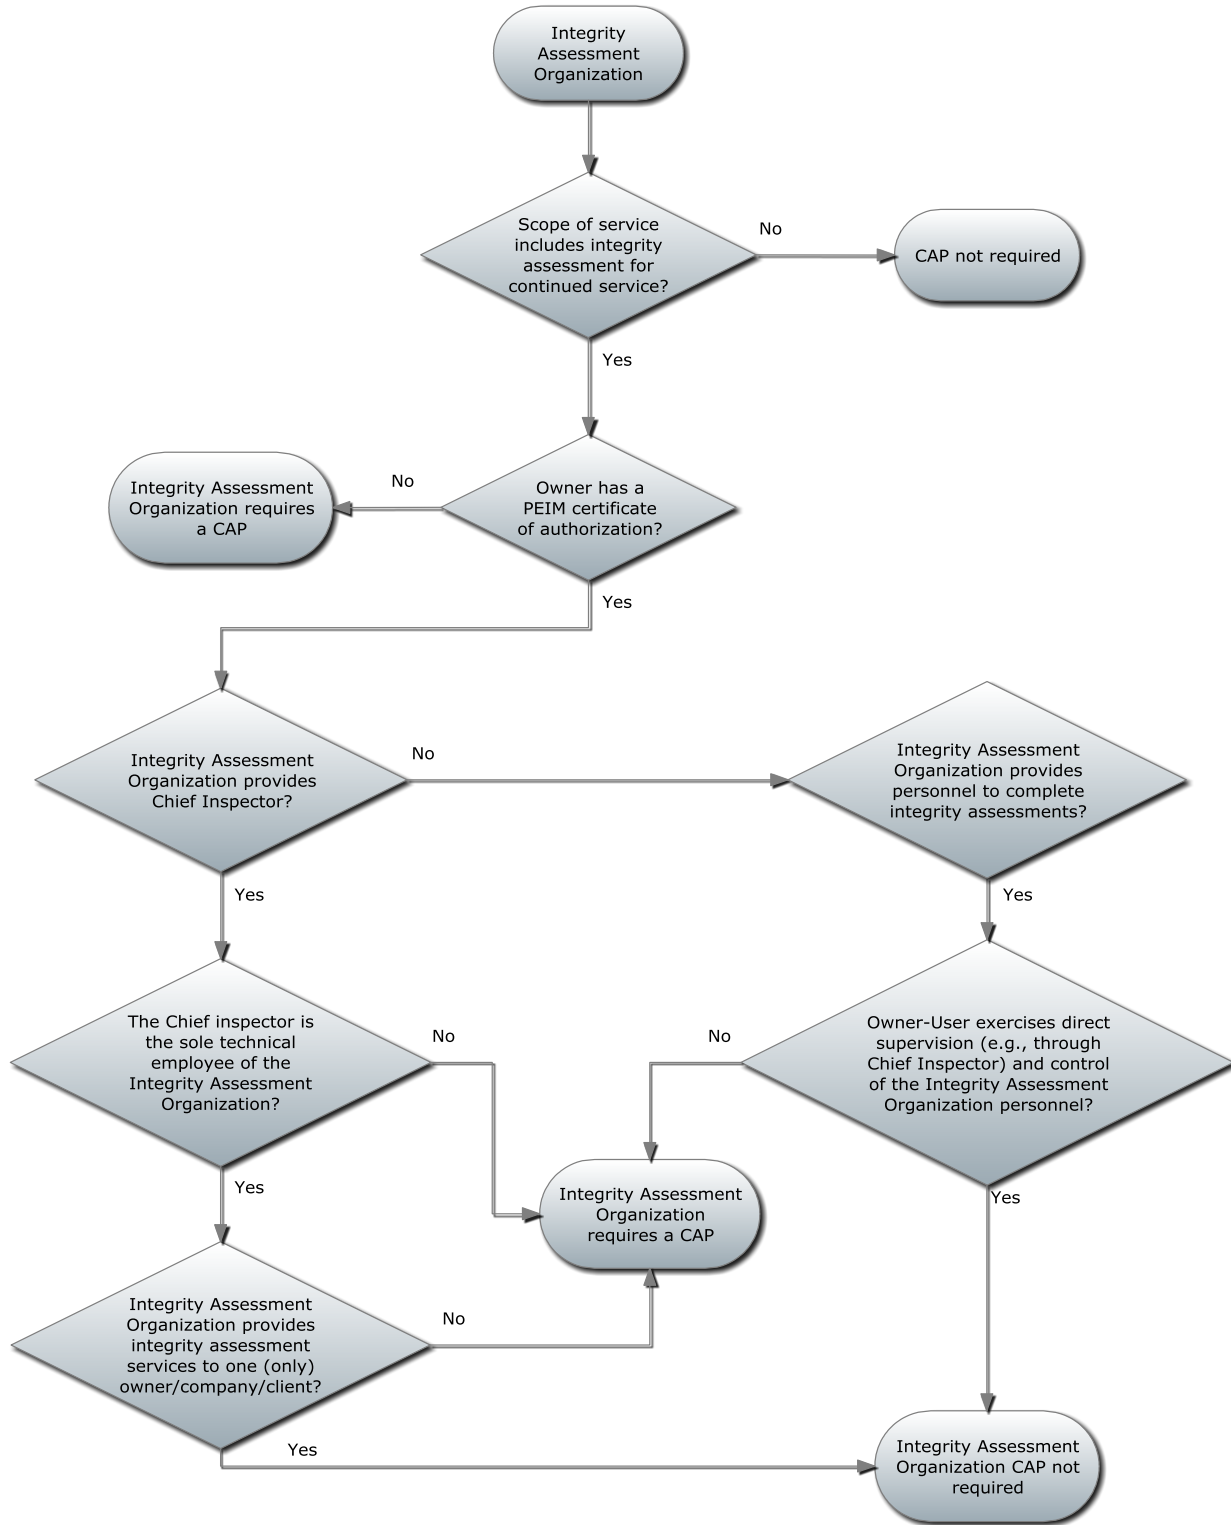 Integrity
Assessment
Organization
Scope of service
includes integrity
assessment for
continued service?
No
CAP not required
Yes
Owner has a
PEIM certificate
of authorization?
No
Integrity Assessment
Organization requires
a CAP
Yes
Integrity Assessment
Organization provides
Chief Inspector?
No
Integrity Assessment
Organization provides
personnel to complete
integrity assessments?
Yes
Yes
The Chief inspector is
the sole technical
employee of the
Integrity Assessment
Organization?
No
No
Owner-User exercises direct
supervision (e.g., through
Chief Inspector) and control
of the Integrity Assessment
Organization personnel?
Yes
Integrity Assessment
Organization
requires a CAP
Yes
Integrity Assessment
Organization provides
integrity assessment
services to one (only)
owner/company/client?
No
Yes
Integrity Assessment
Organization CAP not
required